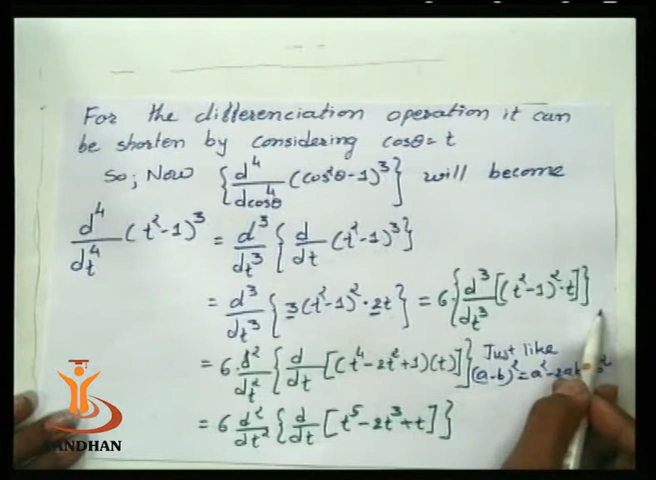 For the differenciation operation it can
be shorten by considering cosθ = t
So; Now {d⁴/dcosθ⁴ (cos²θ-1)³} will become
d⁴/dt⁴ (t²-1)³ = d³/dt³ {d/dt (t²-1)³}
= d³/dt³ {3(t²-1)²·2t} = 6·{d³/dt³ [(t²-1)²·t]}
= 6·d²/dt² {d/dt [(t⁴-2t²+1)(t)]} Just like
(a-b)² = a²-2ab
= 6 d²/dt² {d/dt [t⁵-2t³+t]}
ANDHAN